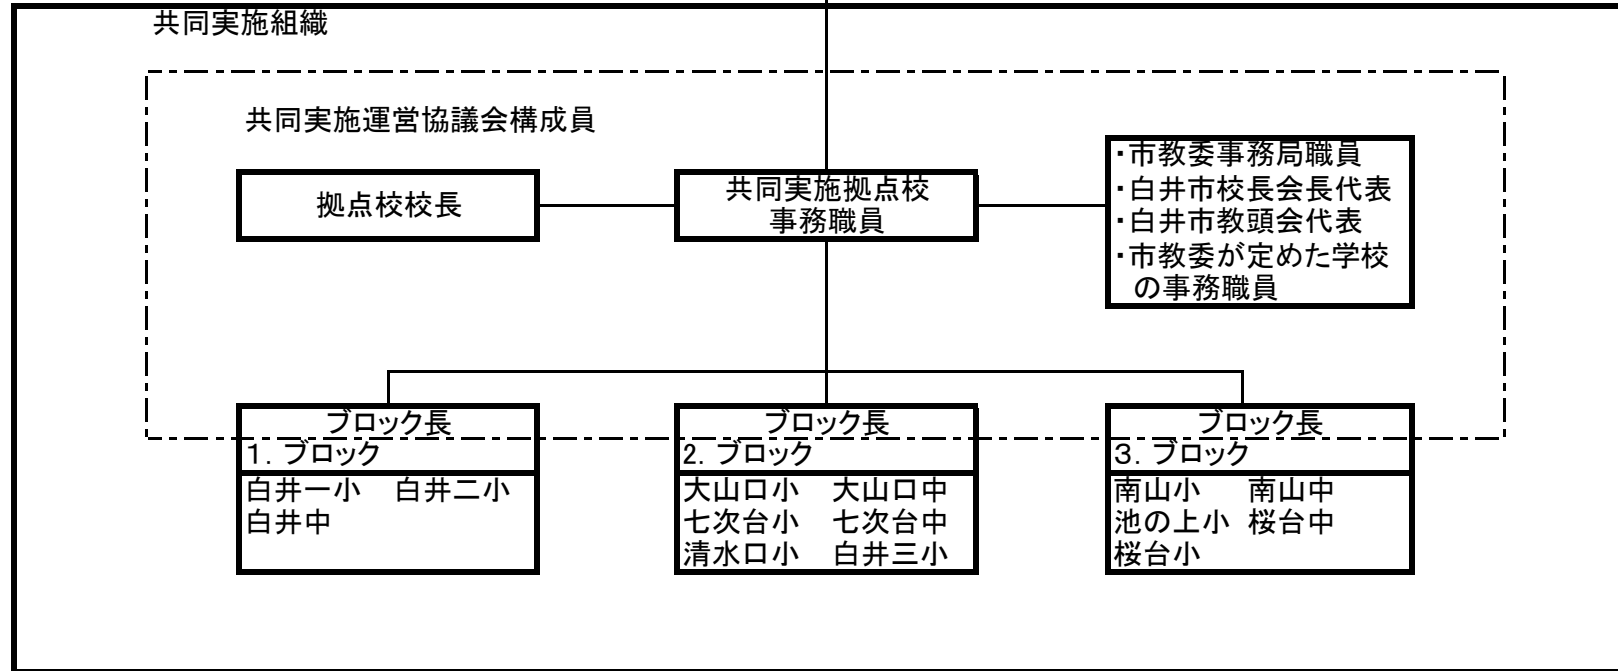 共同実施組織
共同実施運営協議会構成員
拠点校校長
共同実施拠点校
事務職員
・市教委事務局職員
・白井市校長会長代表
・白井市教頭会代表
・市教委が定めた学校
の事務職員
ブロック長
1. ブロック
白井一小 白井二小
白井中
ブロック長
2. ブロック
大山口小 大山口中
七次台小 七次台中
清水口小 白井三小
ブロック長
3. ブロック
南山小 南山中
池の上小 桜台中
桜台小